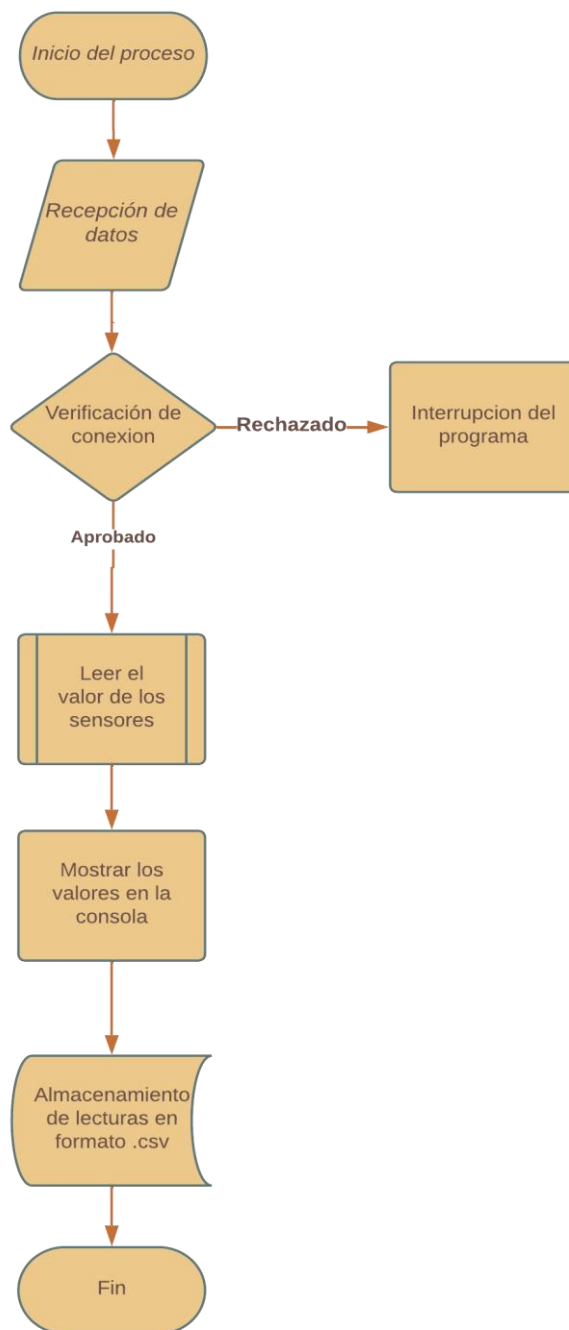 Inicio del proceso
Recepción de
datos
Verificación de
conexion
Rechazado
Interrupcion del
programa
Aprobado
Leer el
valor de los
sensores
Mostrar los
valores en la
consola
Almacenamiento
de lecturas en
formato .csv
Fin